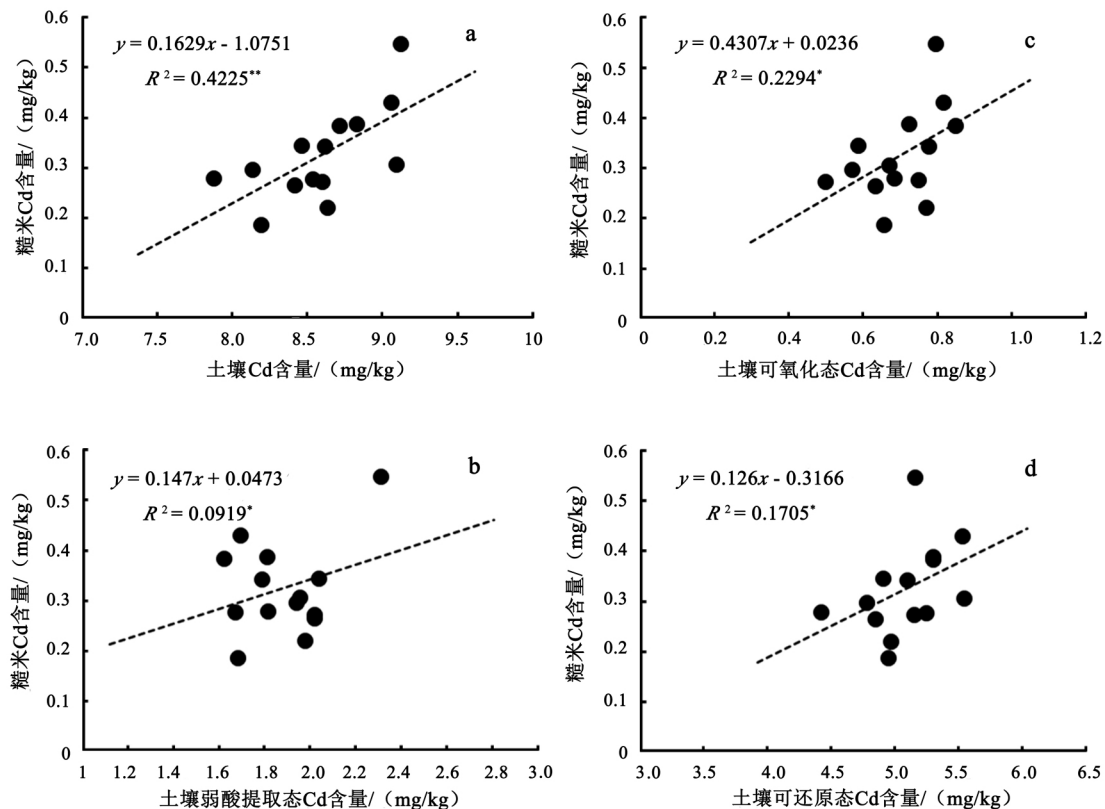 y = 0.1629x - 1.0751
R² = 0.4225**
a
0.6
0.5
0.4
0.3
0.2
0.1
0
糙米Cd含量/（mg/kg）
7.0 7.5 8.0 8.5 9.0 9.5 10
土壤Cd含量/（mg/kg）
y = 0.4307x + 0.0236
R² = 0.2294*
c
0.6
0.5
0.4
0.3
0.2
0.1
0
糙米Cd含量/（mg/kg）
0 0.2 0.4 0.6 0.8 1.0 1.2
土壤可氧化态Cd含量/（mg/kg）
y = 0.147x + 0.0473
R² = 0.0919*
b
0.6
0.5
0.4
0.3
0.2
0.1
0
糙米Cd含量/（mg/kg）
1 1.2 1.4 1.6 1.8 2.0 2.2 2.4 2.6 2.8 3.0
土壤弱酸提取态Cd含量/（mg/kg）
y = 0.126x - 0.3166
R² = 0.1705*
d
0.6
0.5
0.4
0.3
0.2
0.1
0
糙米Cd含量/（mg/kg）
3.0 3.5 4.0 4.5 5.0 5.5 6.0 6.5
土壤可还原态Cd含量/（mg/kg）